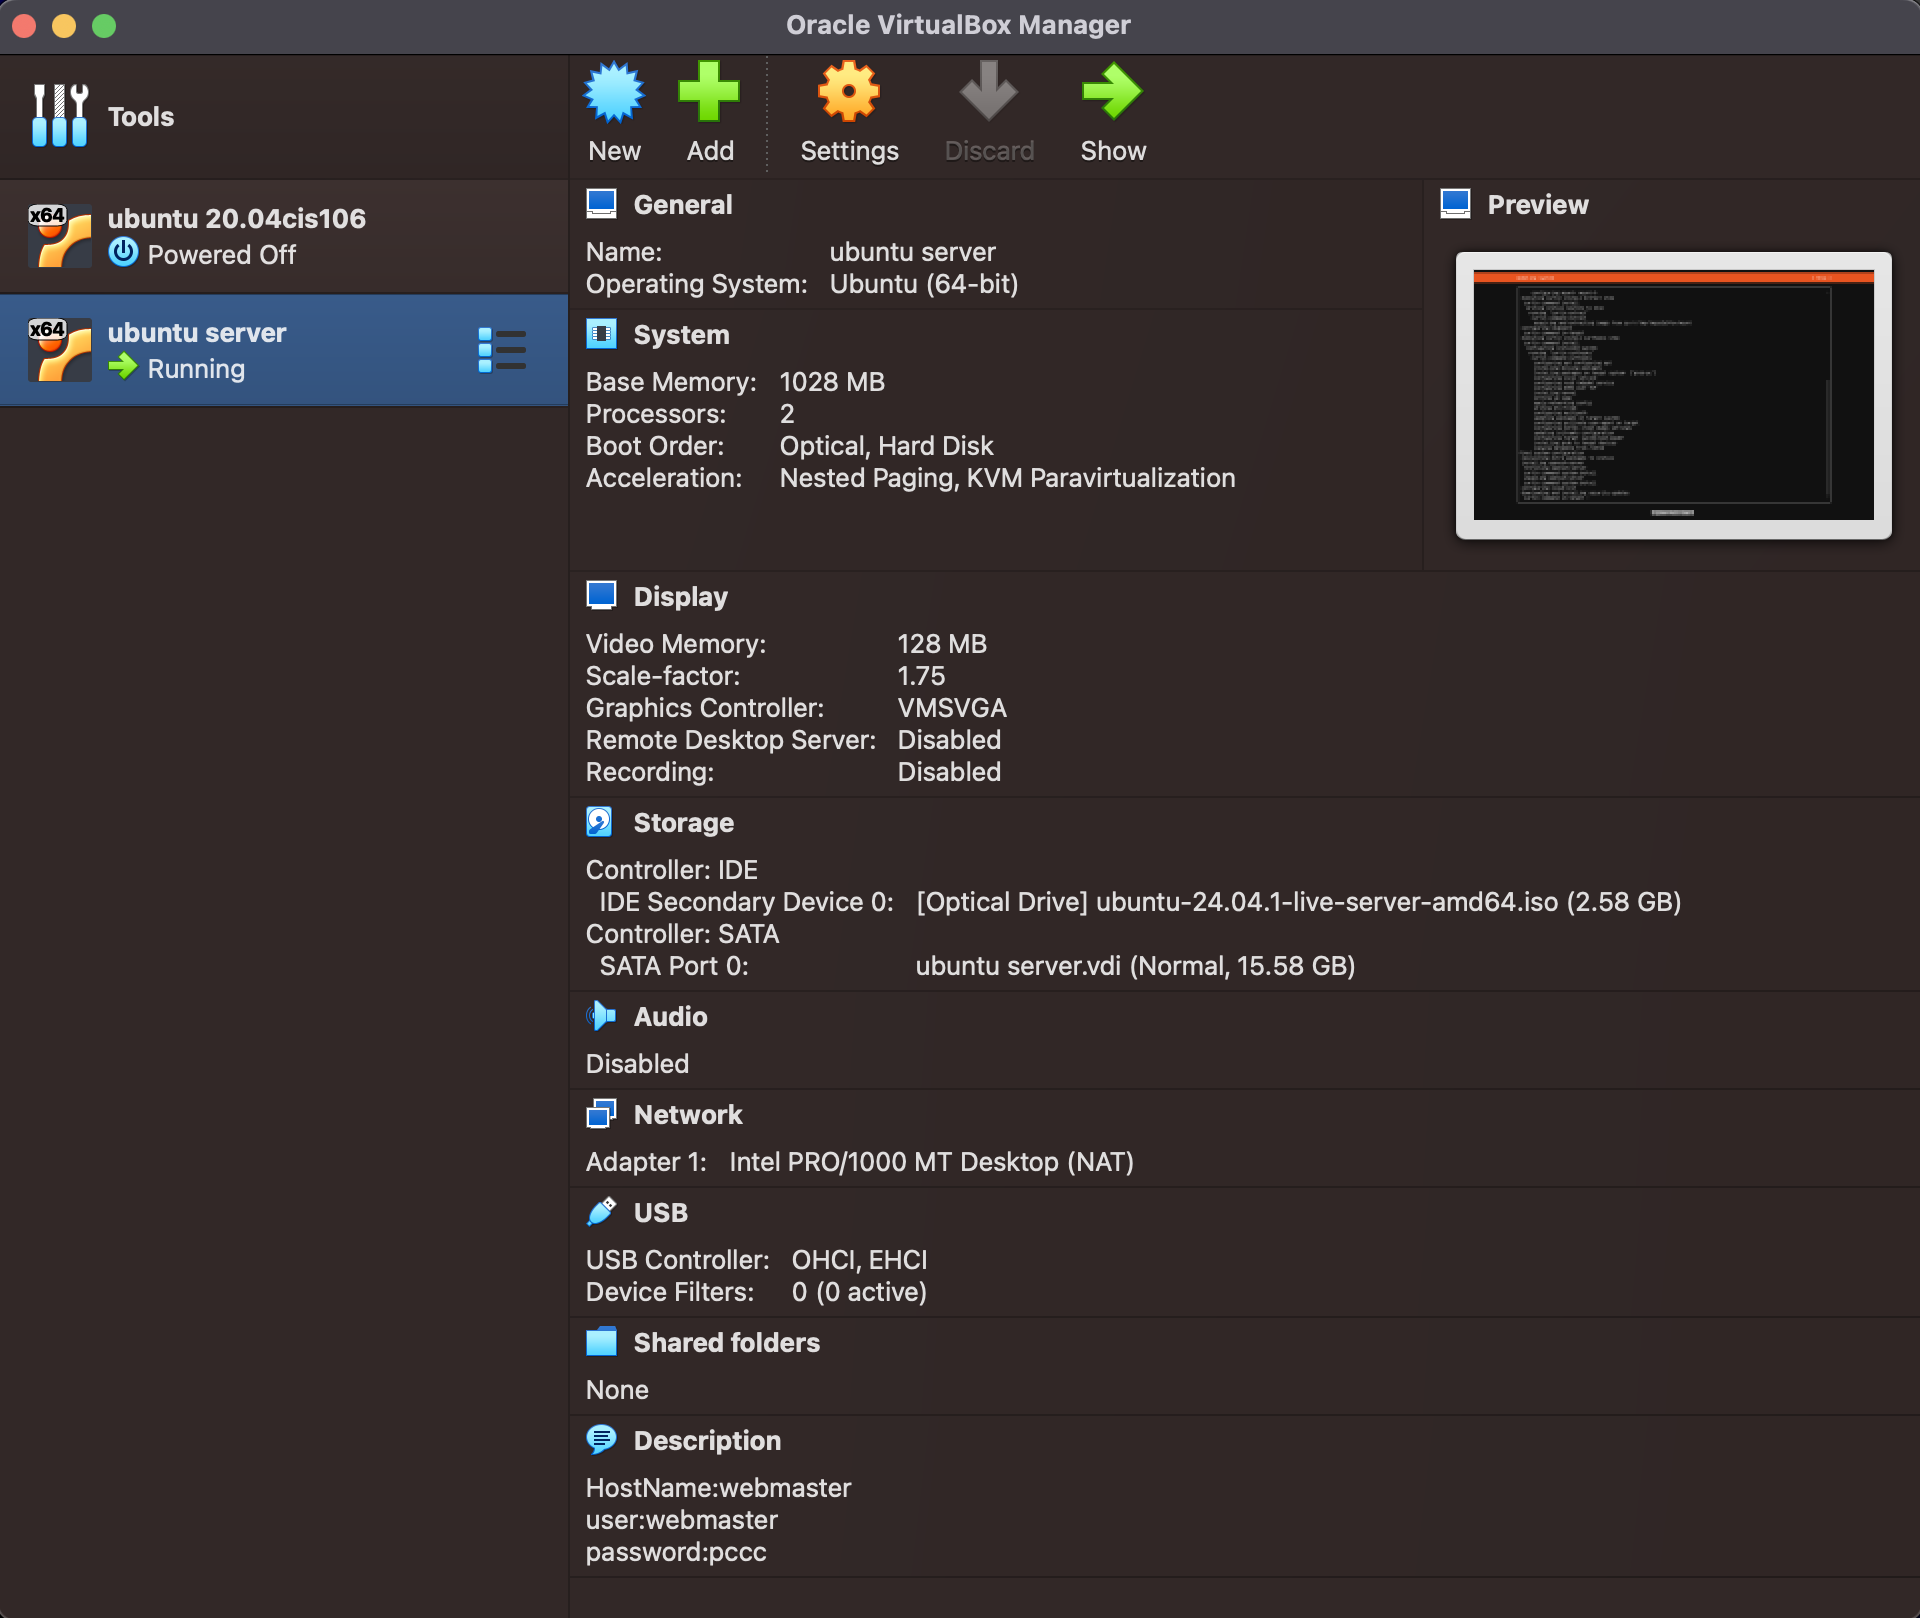 Oracle VirtualBox Manager
Tools
New
Add
Settings
Discard
Show
x64
ubuntu 20.04cis106
Powered Off
x64
ubuntu server
Running
General
Name: ubuntu server
Operating System: Ubuntu (64-bit)
Preview
System
Base Memory: 1028 MB
Processors: 2
Boot Order: Optical, Hard Disk
Acceleration: Nested Paging, KVM Paravirtualization
Display
Video Memory: 128 MB
Scale-factor: 1.75
Graphics Controller: VMSVGA
Remote Desktop Server: Disabled
Recording: Disabled
Storage
Controller: IDE
IDE Secondary Device 0: [Optical Drive] ubuntu-24.04.1-live-server-amd64.iso (2.58 GB)
Controller: SATA
SATA Port 0: ubuntu server.vdi (Normal, 15.58 GB)
Audio
Disabled
Network
Adapter 1: Intel PRO/1000 MT Desktop (NAT)
USB
USB Controller: OHCI, EHCI
Device Filters: 0 (0 active)
Shared folders
None
Description
HostName:webmaster
user:webmaster
password:pccc